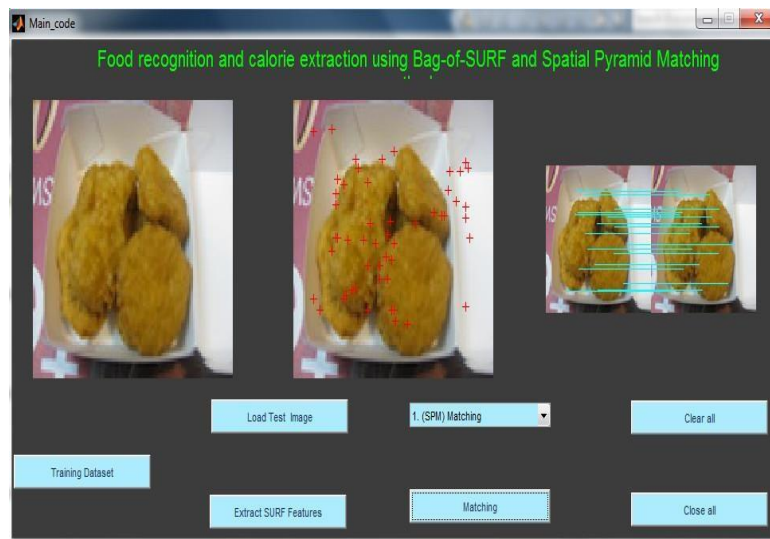 Main_code
Food recognition and calorie extraction using Bag-of-SURF and Spatial Pyramid Matching
Load Test Image
1. (SPM) Matching
Clear all
Training Dataset
Extract SURF Features
Matching
Close all